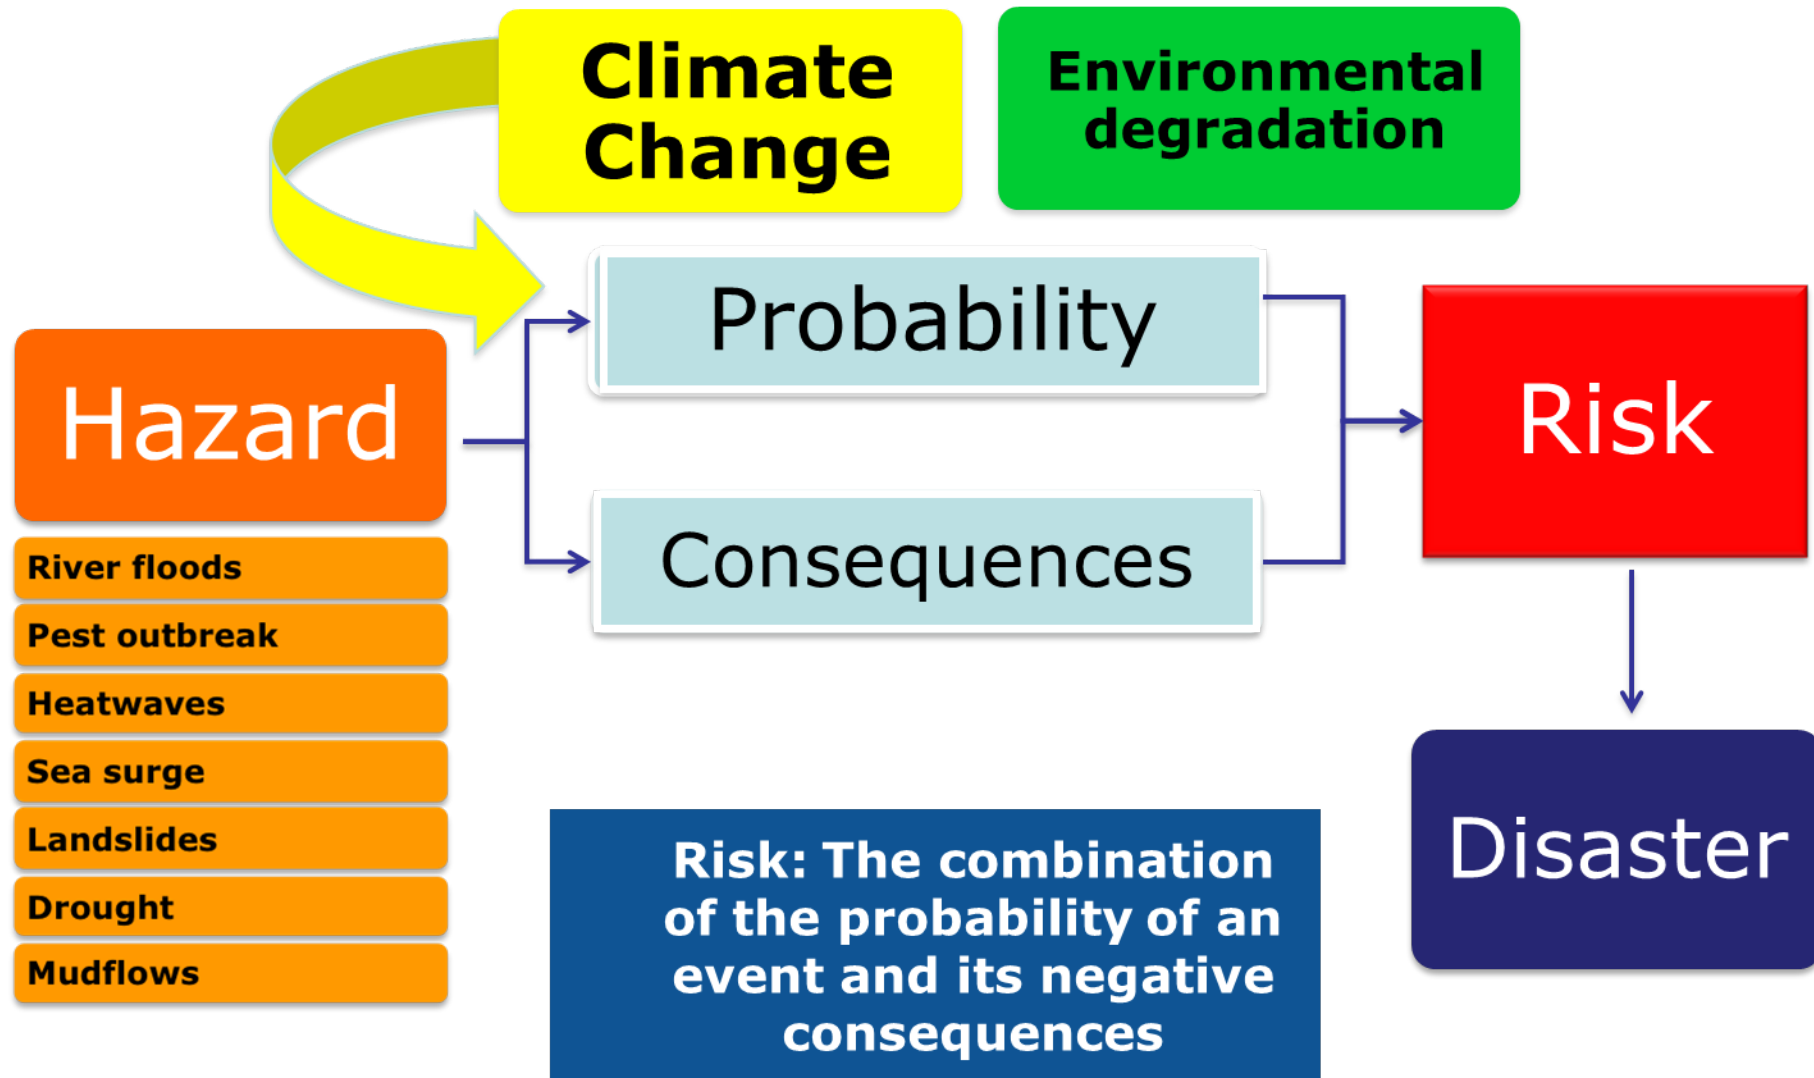 Climate
Change
Environmental
degradation
Probability
Hazard
Risk
Consequences
River floods
Pest outbreak
Heatwaves
Sea surge
Landslides
Drought
Mudflows
Disaster
Risk: The combination
of the probability of an
event and its negative
consequences